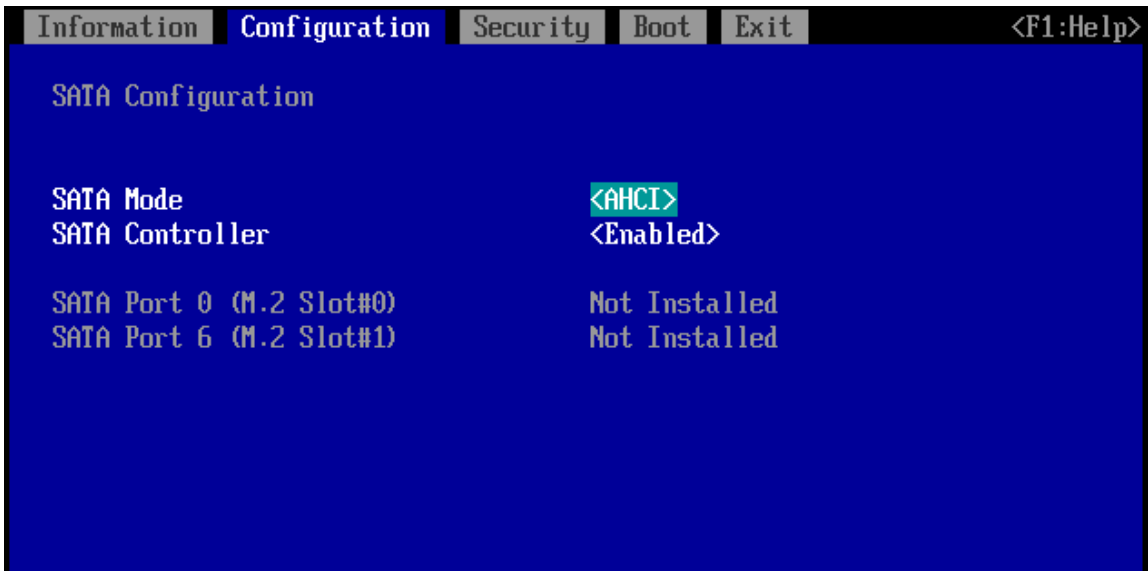 Information Configuration Security Boot Exit <F1:Help>
SATA Configuration
SATA Mode <AHCI>
SATA Controller <Enabled>
SATA Port 0 (M.2 Slot#0) Not Installed
SATA Port 6 (M.2 Slot#1) Not Installed